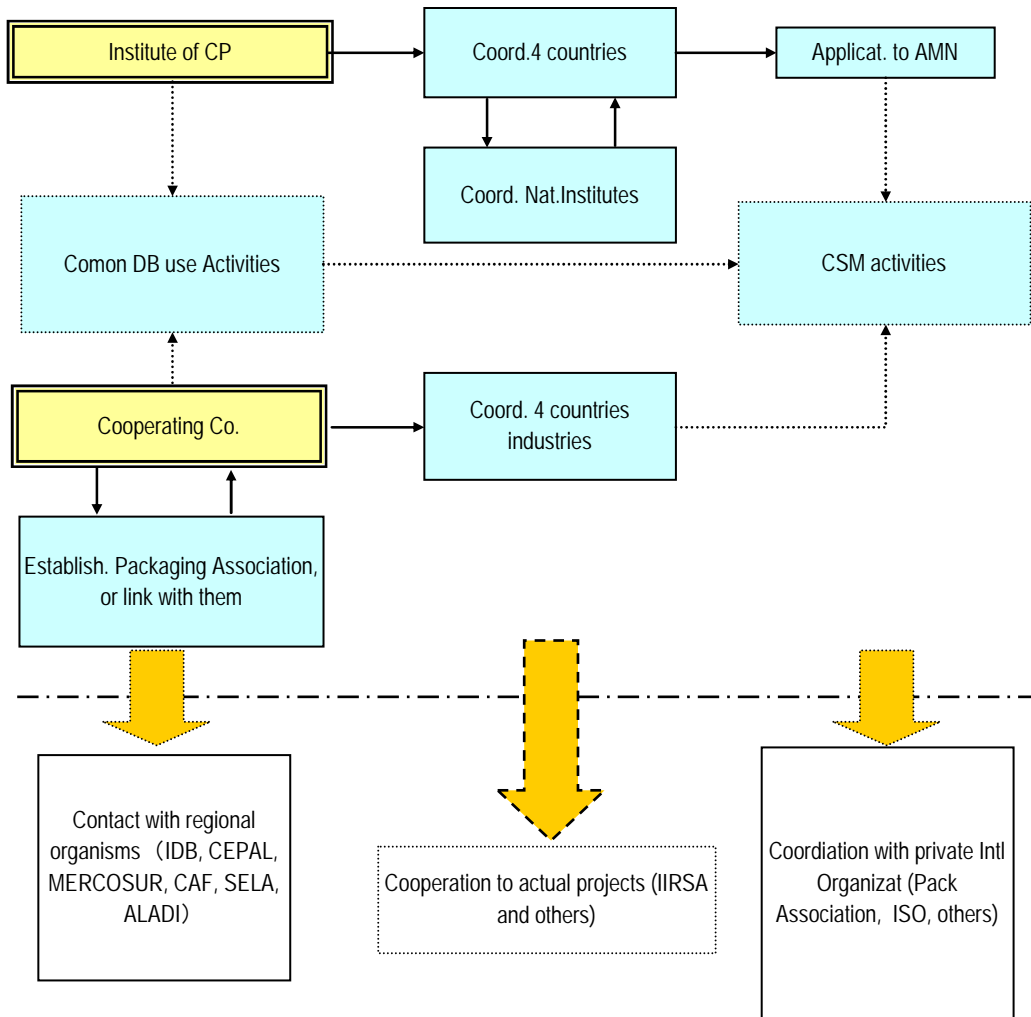 Institute of CP
Coord.4 countries
Applicat. to AMN
Coord. Nat.Institutes
Comon DB use Activities
CSM activities
Cooperating Co.
Coord. 4 countries
industries
Establish. Packaging Association,
or link with them
Contact with regional
organisms（IDB, CEPAL,
MERCOSUR, CAF, SELA,
ALADI）
Cooperation to actual projects (IIRSA
and others)
Coordiation with private Intl
Organizat (Pack
Association,  ISO, others)